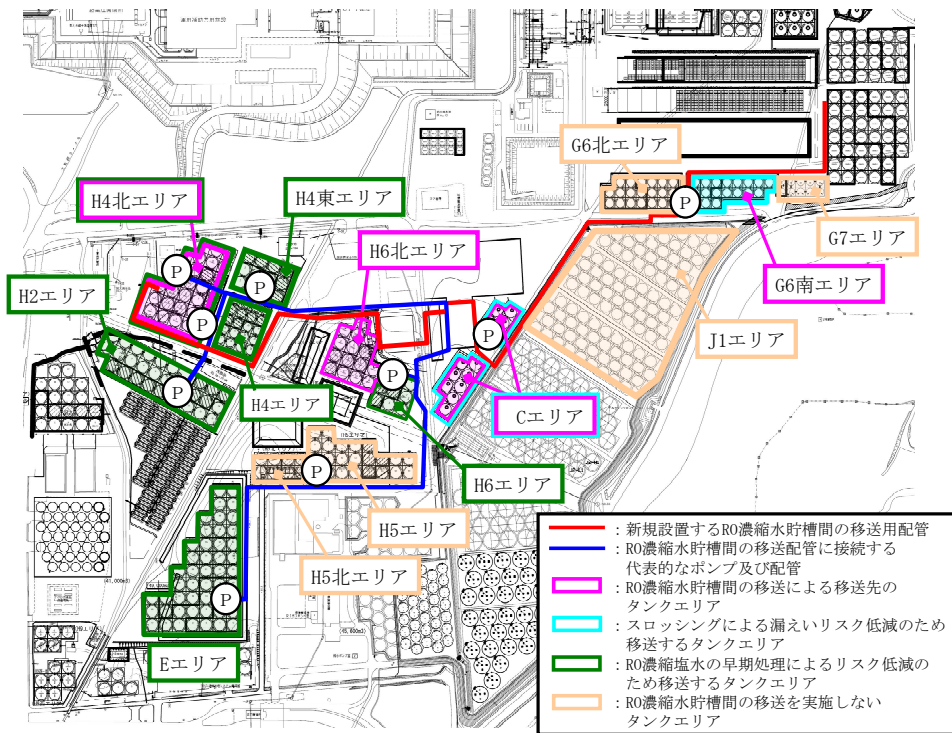 G6北エリア
H4東エリア
H4北エリア
H6北エリア
G7エリア
G6南エリア
H2エリア
J1エリア
H4エリア
Cエリア
H6エリア
H5エリア
H5北エリア
Eエリア
P
P
P
P
P
P
P
P
P
(41,000m3)
：新規設置するRO濃縮水貯槽間の移送用配管
：RO濃縮水貯槽間の移送配管に接続する
代表的なポンプ及び配管
：RO濃縮水貯槽間の移送による移送先の
タンクエリア
：スロッシングによる漏えいリスク低減のため
移送するタンクエリア
：RO濃縮塩水の早期処理によるリスク低減の
ため移送するタンクエリア
：RO濃縮水貯槽間の移送を実施しない
タンクエリア